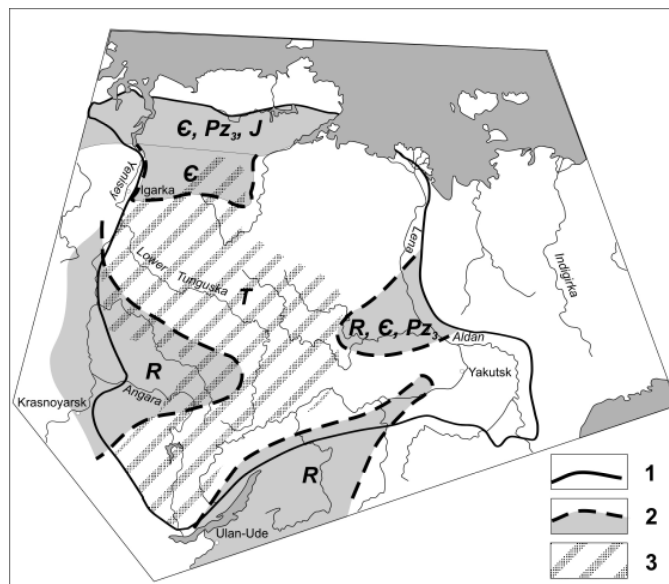 Є, Pz3, J
Є
Yenisey
Igarka
Lena
Indigirka
Lower Tunguska
T
R, Є, Pz3
Aldan
R
Yakutsk
Krasnoyarsk
Angara
R
Ulan-Ude
1
2
3